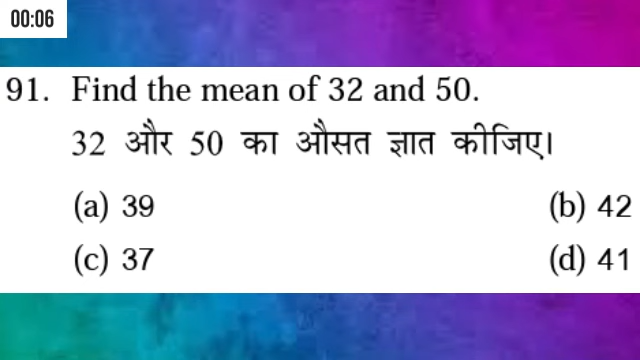 00:06
91. Find the mean of 32 and 50.
32 और 50 का औसत ज्ञात कीजिए।
(a) 39 (b) 42
(c) 37 (d) 41